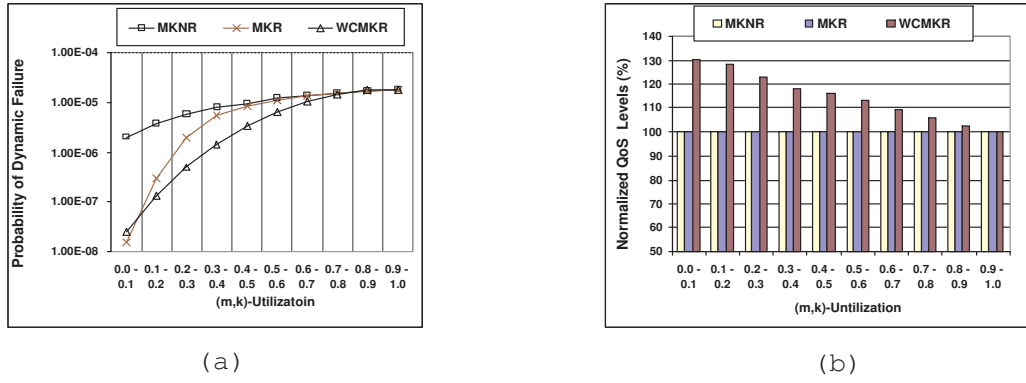 MKNR MKR WCMKR
Probability of Dynamic Failure
1.00E-04
1.00E-05
1.00E-06
1.00E-07
1.00E-08
0.0 - 0.1 - 0.2 - 0.3 - 0.4 - 0.5 - 0.6 - 0.7 - 0.8 - 0.9 -
0.1 0.2 0.3 0.4 0.5 0.6 0.7 0.8 0.9 1.0
(m,k)-Utilizatoin
(a)
MKNR MKR WCMKR
Normalized QoS Levels (%)
140
130
120
110
100
90
80
70
60
50
0.0 - 0.1 - 0.2 - 0.3 - 0.4 - 0.5 - 0.6 - 0.7 - 0.8 - 0.9 -
0.1 0.2 0.3 0.4 0.5 0.6 0.7 0.8 0.9 1.0
(m,k)-Untilization
(b)